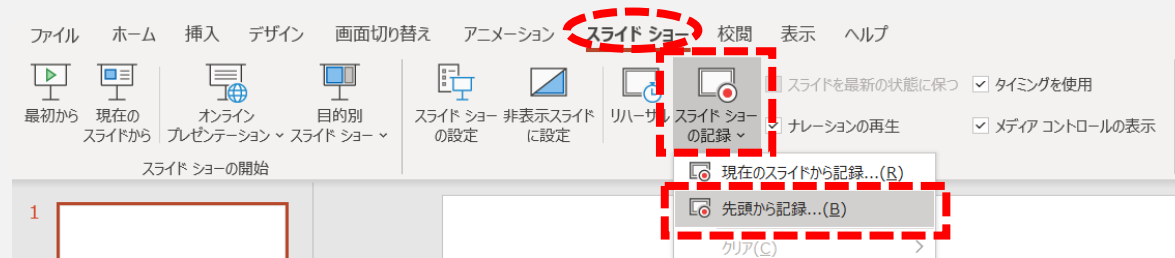 ファイル ホーム 挿入 デザイン 画面切り替え アニメーション スライド ショー 校閲 表示 ヘルプ
最初から 現在の オンライン 目的別 スライド ショー 非表示スライド リハーサル スライド ショー スライドを最新の状態に保つ タイミングを使用
スライドから プレゼンテーション スライド ショー の設定 に設定 の記録 ナレーションの再生 メディア コントロールの表示
スライド ショーの開始
現在のスライドから記録...(R)
1 先頭から記録...(B)
クリア(C)